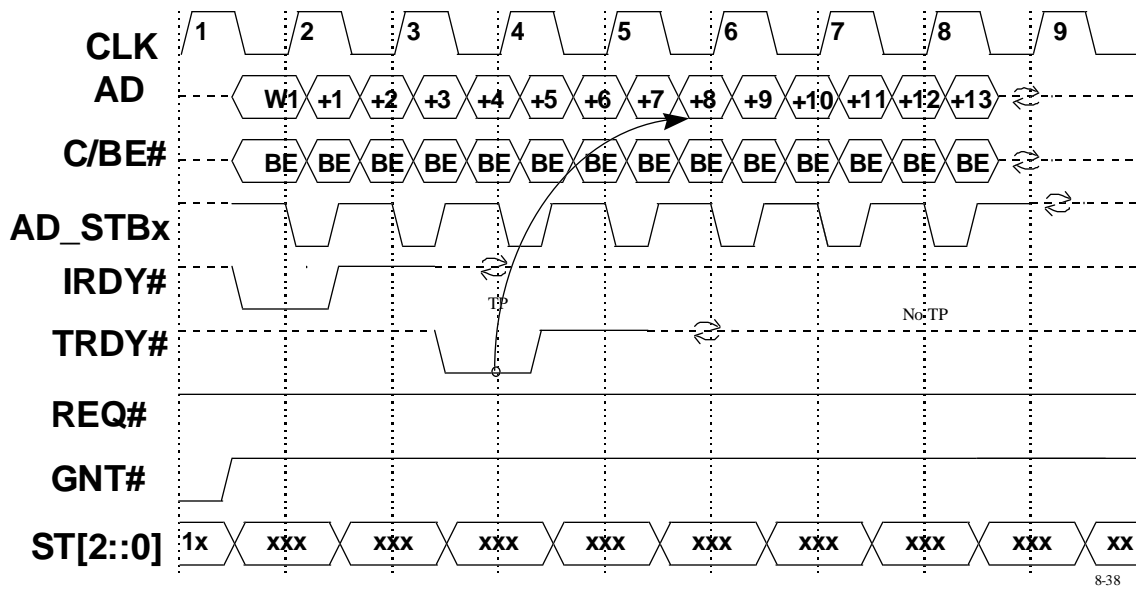 CLK 1 2 3 4 5 6 7 8 9
AD W1 +1 +2 +3 +4 +5 +6 +7 +8 +9 +10 +11 +12 +13
C/BE# BE BE BE BE BE BE BE BE BE BE BE BE BE BE
AD_STBx
IRDY#
TP
No TP
TRDY#
REQ#
GNT#
ST[2::0] 1x xxx xxx xxx xxx xxx xxx xxx xxx xx
8-38